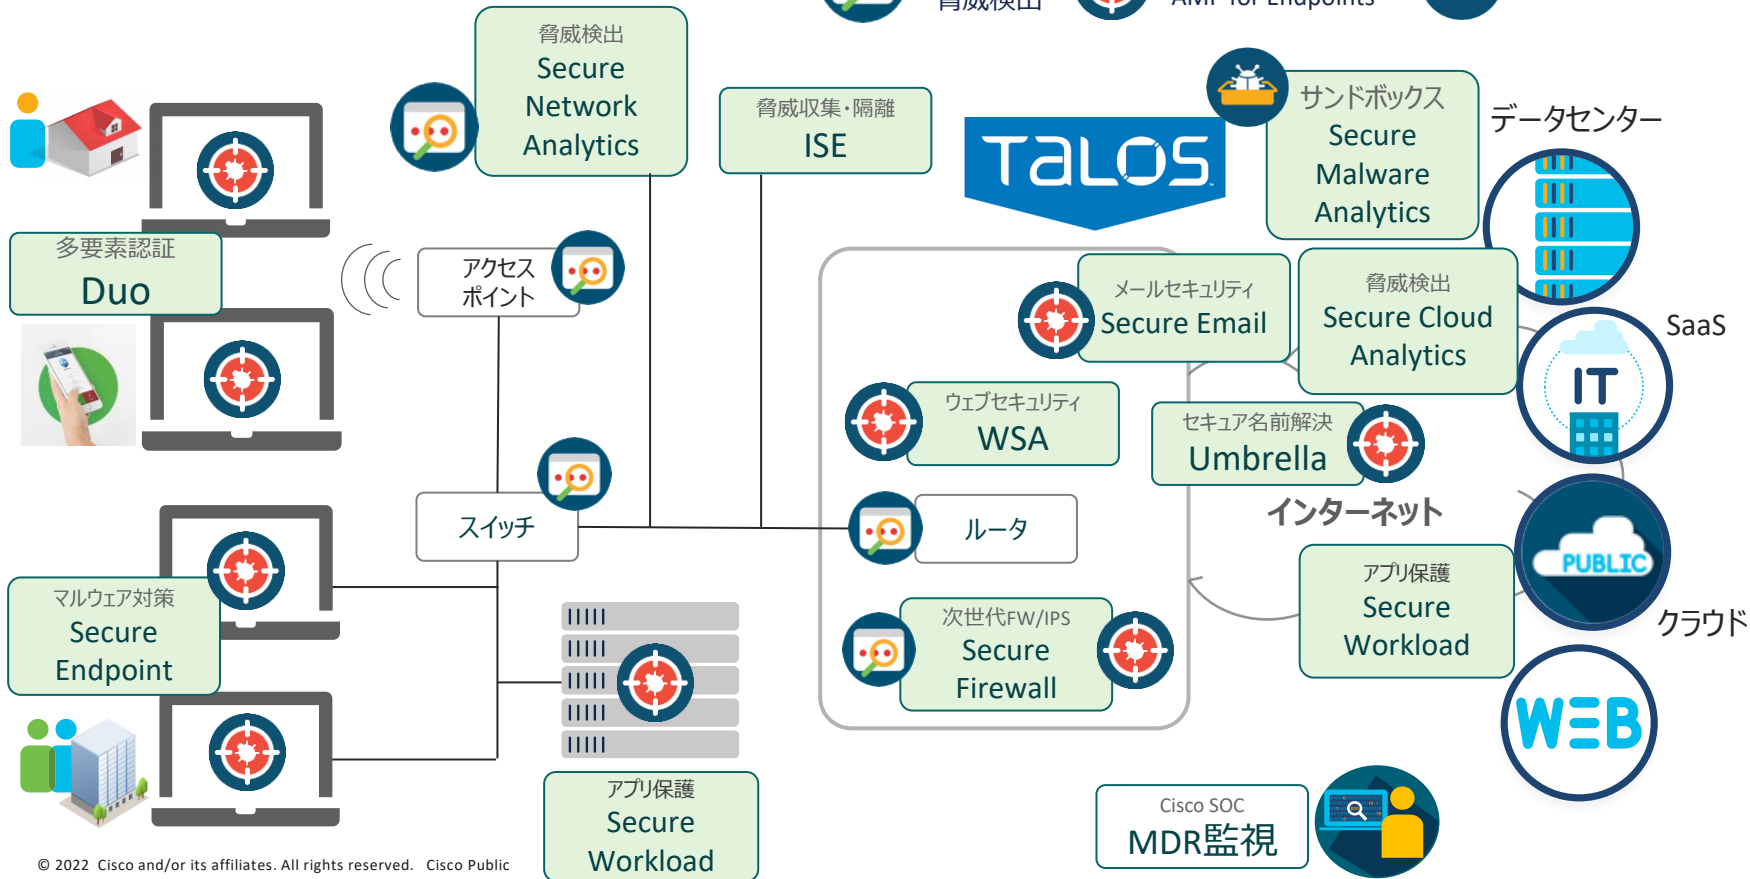 脅威検出
AMP for Endpoints
脅威検出
Secure
Network
Analytics
脅威収集・隔離
ISE
TALOS
サンドボックス
Secure
Malware
Analytics
データセンター
多要素認証
Duo
アクセス
ポイント
メールセキュリティ
Secure Email
脅威検出
Secure Cloud
Analytics
SaaS
IT
ウェブセキュリティ
WSA
セキュア名前解決
Umbrella
インターネット
スイッチ
ルータ
PUBLIC
クラウド
マルウェア対策
Secure
Endpoint
次世代FW/IPS
Secure
Firewall
アプリ保護
Secure
Workload
WEB
アプリ保護
Secure
Workload
Cisco SOC
MDR監視
© 2022 Cisco and/or its affiliates. All rights reserved. Cisco Public